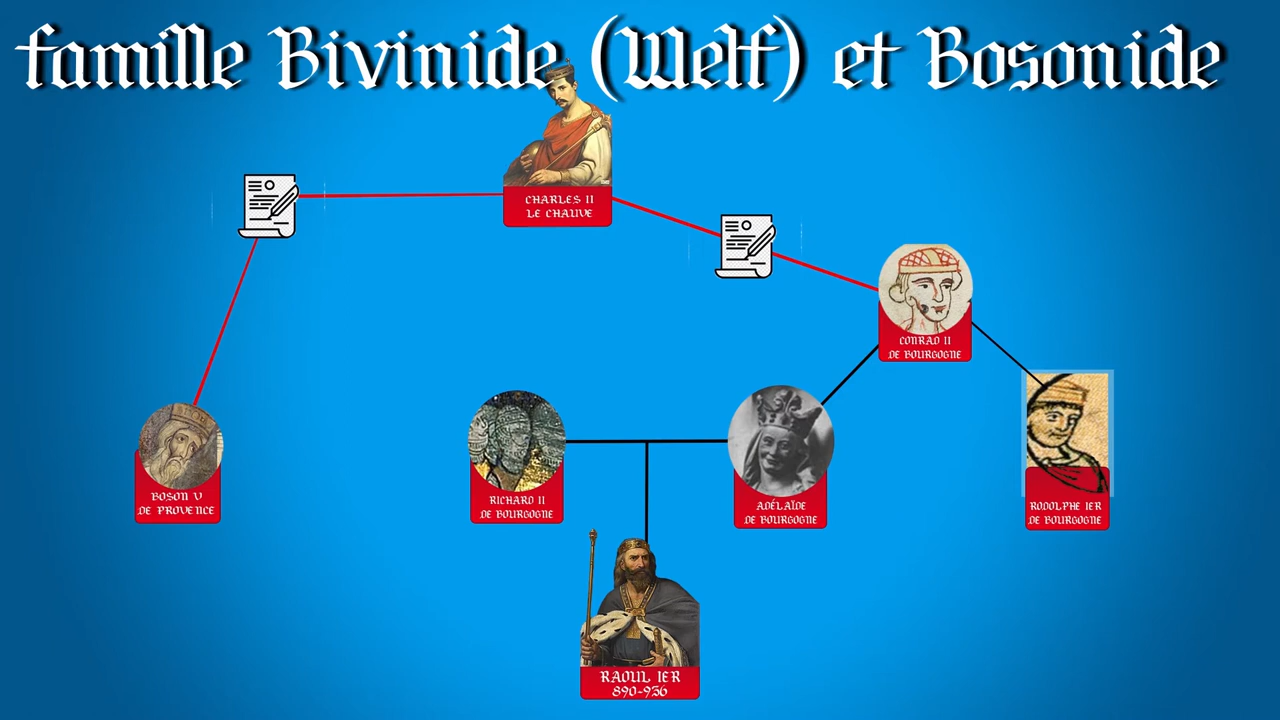 famille Bivinide (Welf) et Bosonide
CHARLES II
LE CHAUVE
CONRAD II
DE BOURGOGNE
BOSON V
DE PROVENCE
RICHARD II
DE BOURGOGNE
ADÉLAÏDE
DE BOURGOGNE
RODOLPHE IER
DE BOURGOGNE
RAOUL IER
890-936